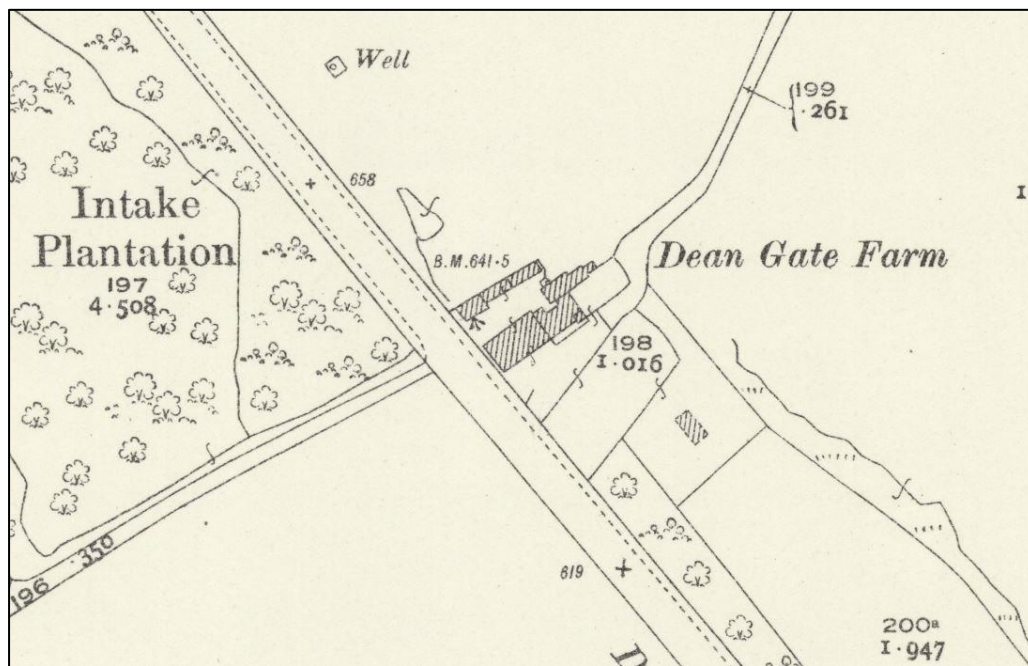 Well
199
.261
658
Intake
Plantation
197
4.508
B.M. 641.5
Dean Gate Farm
198
1.016
619
196
.350
200a
1.947